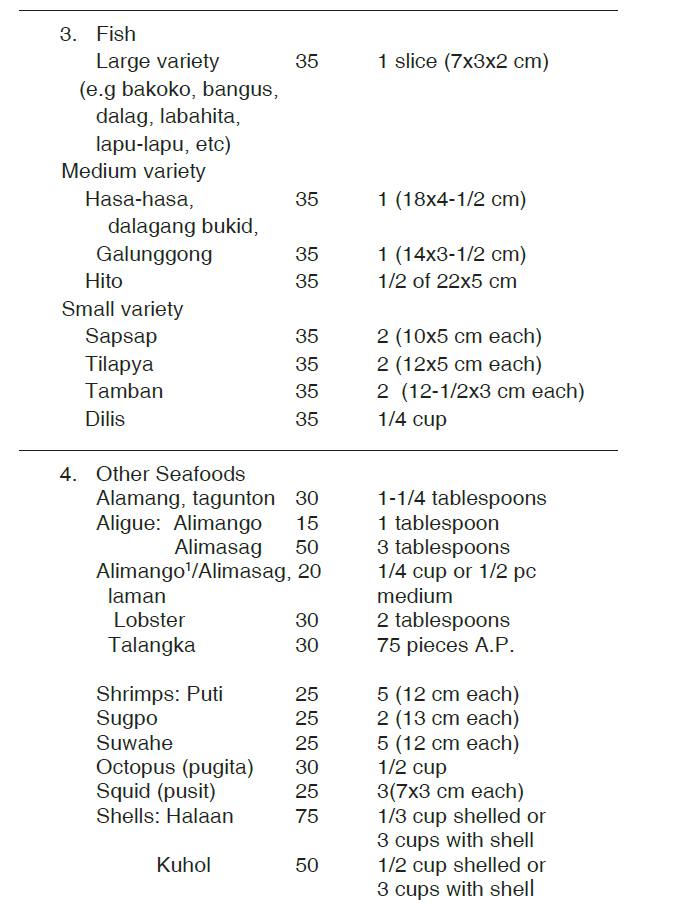 3. Fish
Large variety 35 1 slice (7x3x2 cm)
(e.g bakoko, bangus,
dalag, labahita,
lapu-lapu, etc)
Medium variety
Hasa-hasa, 35 1 (18x4-1/2 cm)
dalagang bukid,
Galunggong 35 1 (14x3-1/2 cm)
Hito 35 1/2 of 22x5 cm
Small variety
Sapsap 35 2 (10x5 cm each)
Tilapya 35 2 (12x5 cm each)
Tamban 35 2 (12-1/2x3 cm each)
Dilis 35 1/4 cup
4. Other Seafoods
Alamang, tagunton 30 1-1/4 tablespoons
Aligue: Alimango 15 1 tablespoon
Alimasag 50 3 tablespoons
Alimango¹/Alimasag, 20 1/4 cup or 1/2 pc
laman medium
Lobster 30 2 tablespoons
Talangka 30 75 pieces A.P.
Shrimps: Puti 25 5 (12 cm each)
Sugpo 25 2 (13 cm each)
Suwahe 25 5 (12 cm each)
Octopus (pugita) 30 1/2 cup
Squid (pusit) 25 3(7x3 cm each)
Shells: Halaan 75 1/3 cup shelled or
3 cups with shell
Kuhol 50 1/2 cup shelled or
3 cups with shell